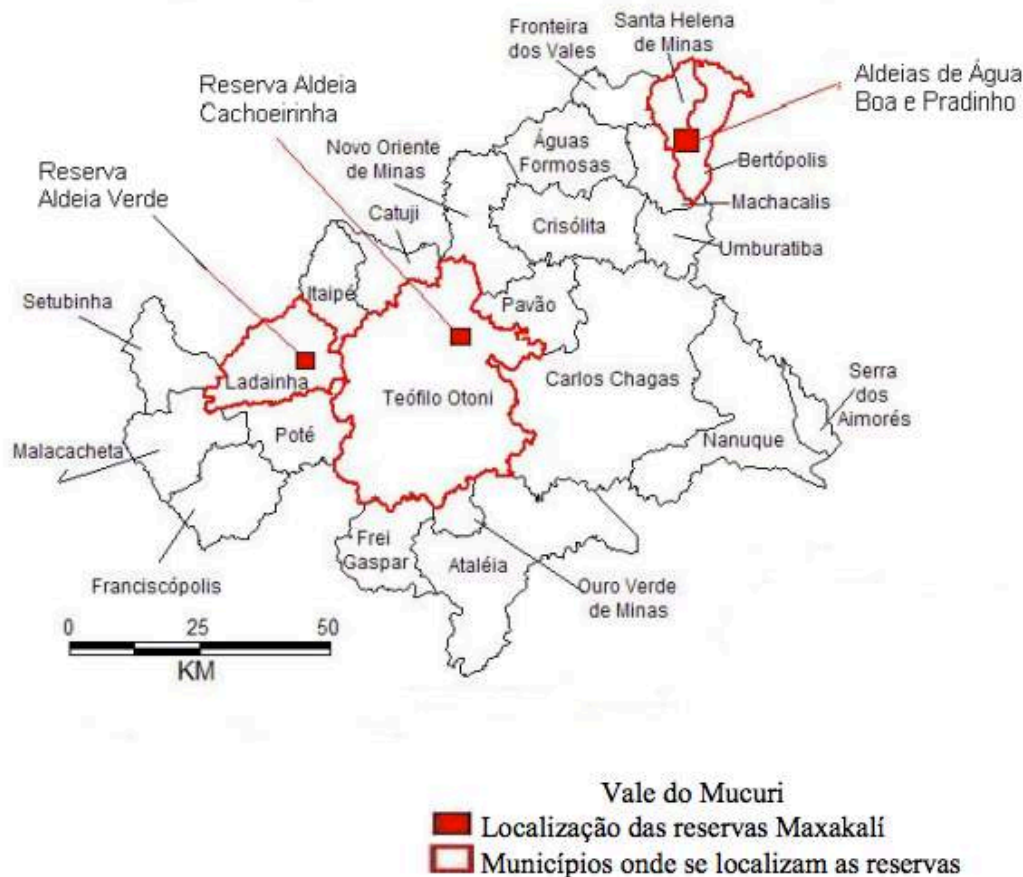 Fronteira
dos Vales
Santa Helena
de Minas
Reserva Aldeia
Cachoeirinha
Aldeias de Água
Boa e Pradinho
Novo Oriente
de Minas
Águas
Formosas
Reserva
Aldeia Verde
Bertópolis
Catuji
Machacalis
Crisólita
Umburatiba
Setubinha
Itaipé
Pavão
Ladainha
Teófilo Otoni
Carlos Chagas
Serra
dos
Aimorés
Malacacheta
Poté
Nanuque
Frei
Gaspar
Ataléia
Franciscópolis
Ouro Verde
de Minas
0 25 50
KM
Vale do Mucuri
Localização das reservas Maxakalí
Municípios onde se localizam as reservas